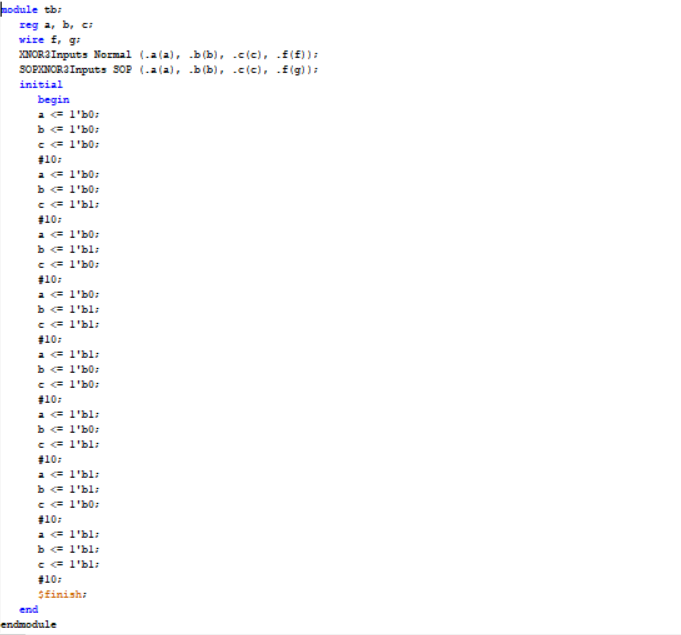 module tb;
reg a, b, c;
wire f, g;
XNOR3Inputs Normal (.a(a), .b(b), .c(c), .f(f));
SOPXNOR3Inputs SOP (.a(a), .b(b), .c(c), .f(g));
initial
begin
a <= 1'b0;
b <= 1'b0;
c <= 1'b0;
#10;
a <= 1'b0;
b <= 1'b0;
c <= 1'b1;
#10;
a <= 1'b0;
b <= 1'b1;
c <= 1'b0;
#10;
a <= 1'b0;
b <= 1'b1;
c <= 1'b1;
#10;
a <= 1'b1;
b <= 1'b0;
c <= 1'b0;
#10;
a <= 1'b1;
b <= 1'b0;
c <= 1'b1;
#10;
a <= 1'b1;
b <= 1'b1;
c <= 1'b0;
#10;
a <= 1'b1;
b <= 1'b1;
c <= 1'b1;
#10;
$finish;
end
endmodule